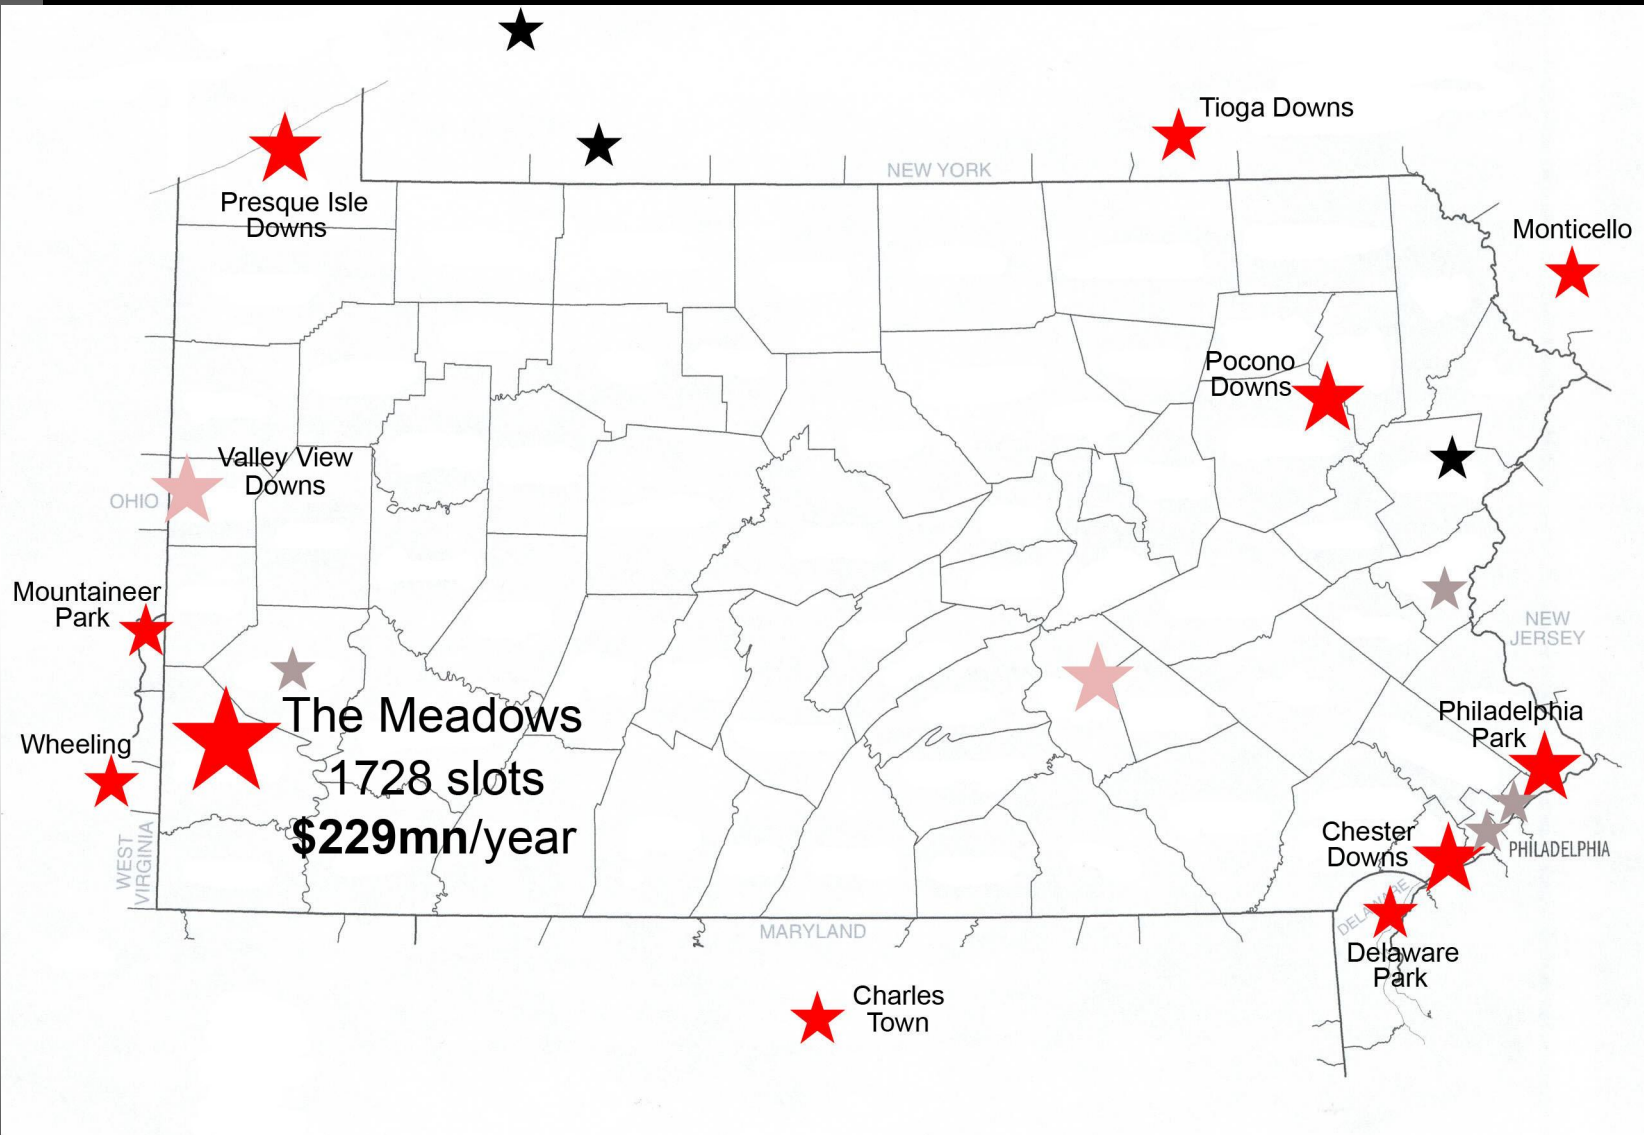 Tioga Downs
NEW YORK
Presque Isle
Downs
Monticello
Pocono
Downs
Valley View
Downs
OHIO
Mountaineer
Park
NEW
JERSEY
The Meadows
1728 slots
$229mn/year
Wheeling
Philadelphia
Park
WEST
VIRGINIA
Chester
Downs
PHILADELPHIA
DELAWARE
MARYLAND
Delaware
Park
Charles
Town